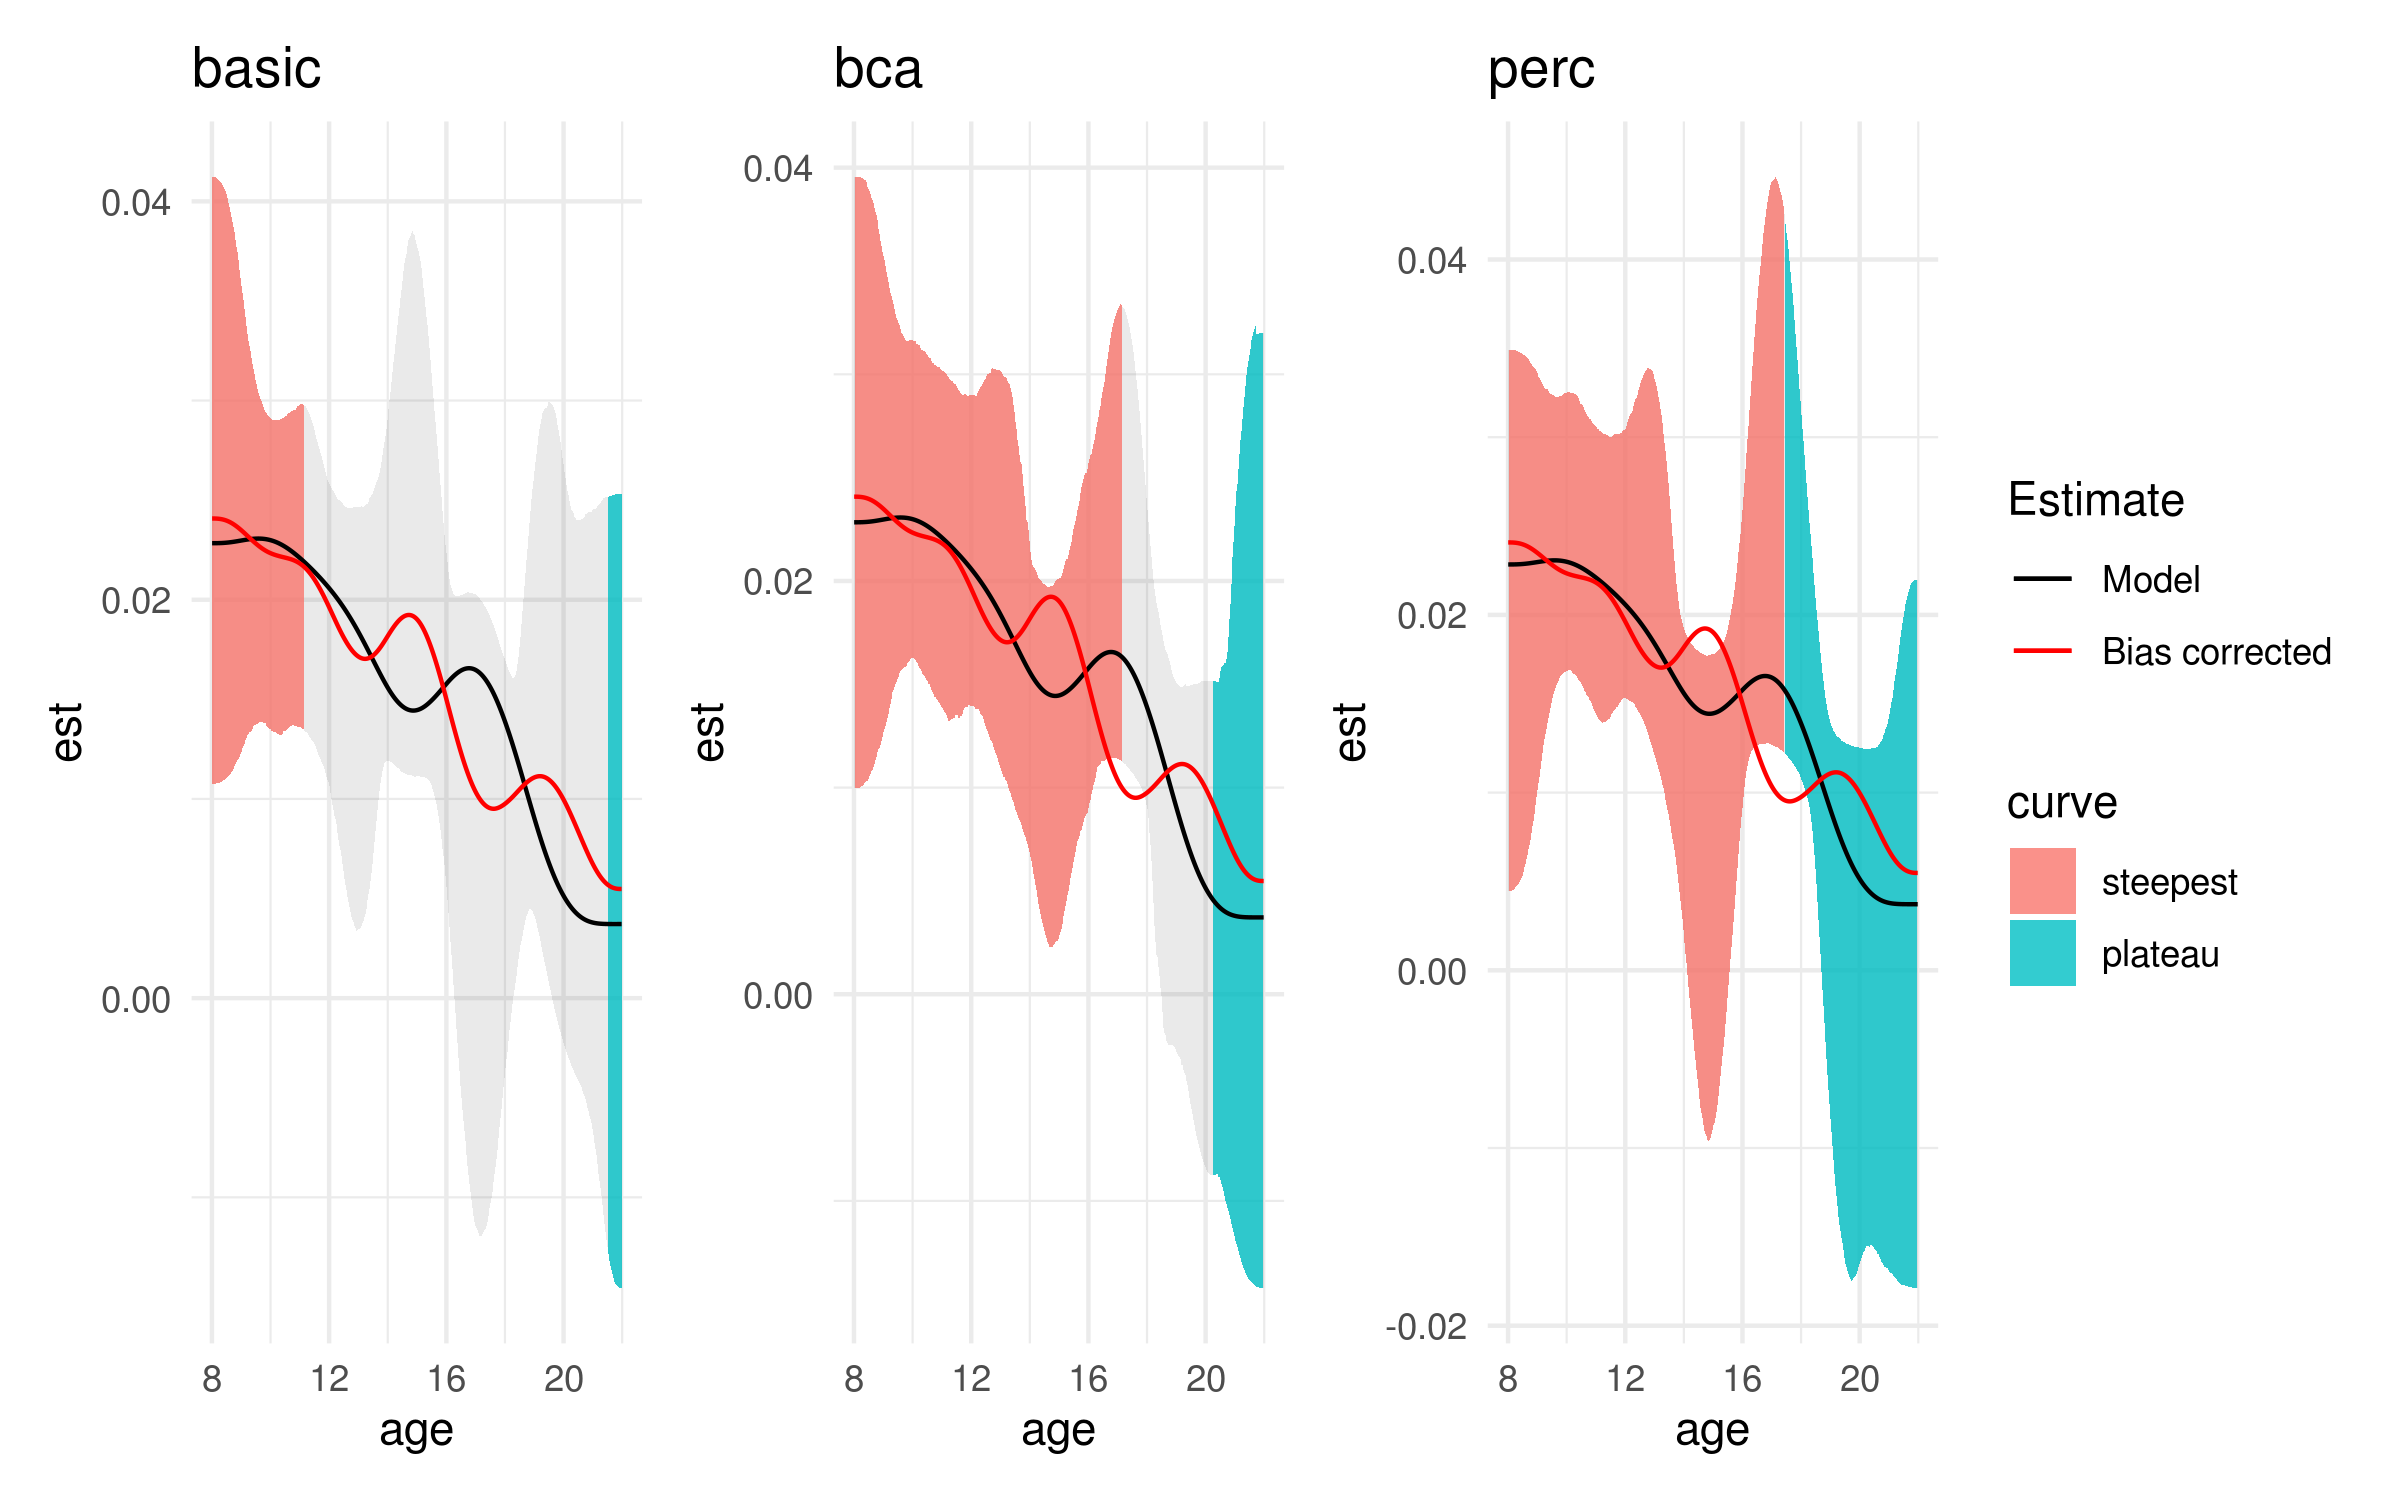 basic
bca
perc
0.04
0.02
0.00
est
8 12 16 20
age
0.04
0.02
0.00
est
8 12 16 20
age
0.04
0.02
0.00
-0.02
est
8 12 16 20
age
Estimate
Model
Bias corrected
curve
steepest
plateau